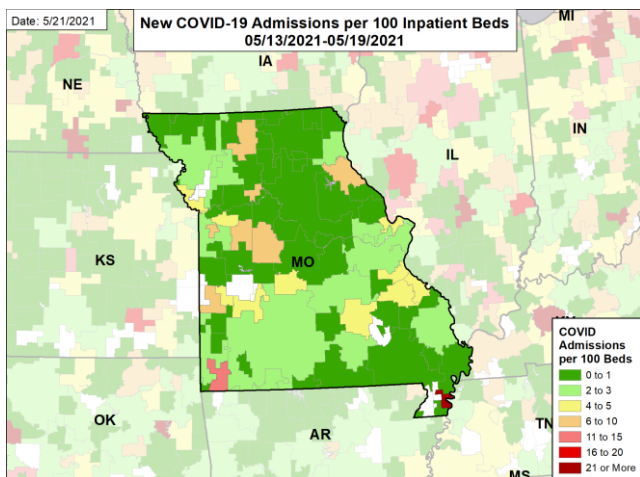 Date: 5/21/2021
New COVID-19 Admissions per 100 Inpatient Beds
05/13/2021-05/19/2021
MI
IA
NE
IL
IN
KS
MO
KY
OK
AR
TN
MS
COVID
Admissions
per 100 Beds
0 to 1
2 to 3
4 to 5
6 to 10
11 to 15
16 to 20
21 or More